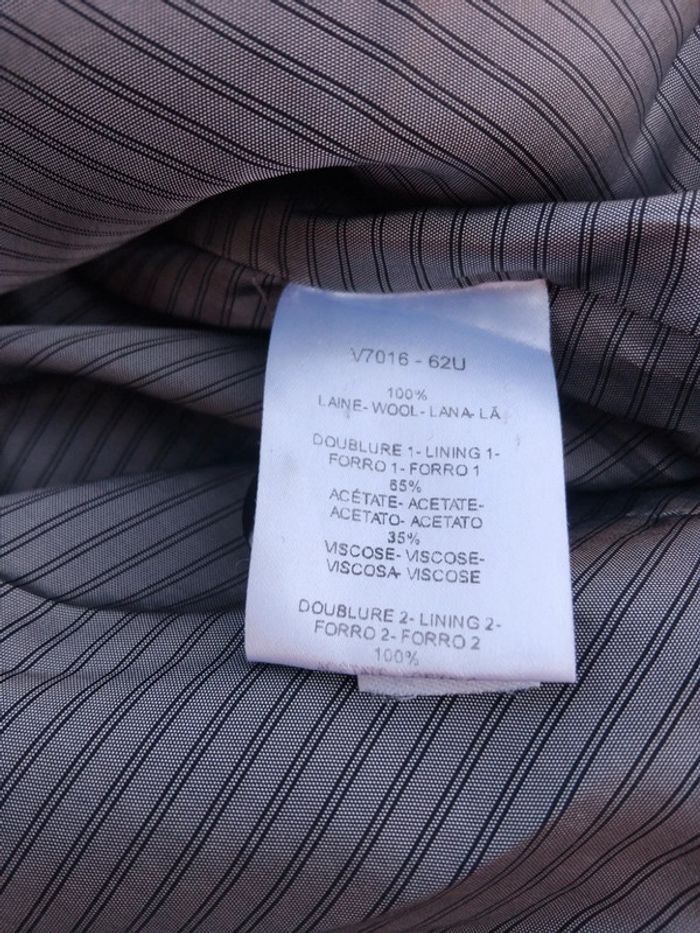 V7016 - 62U
100%
LAINE- WOOL- LANA- LÃ
DOUBLURE 1- LINING 1-
FORRO 1- FORRO 1
65%
ACÉTATE- ACETATE-
ACETATO- ACETATO
35%
VISCOSE- VISCOSE-
VISCOSA- VISCOSE
DOUBLURE 2- LINING 2-
FORRO 2- FORRO 2
100%